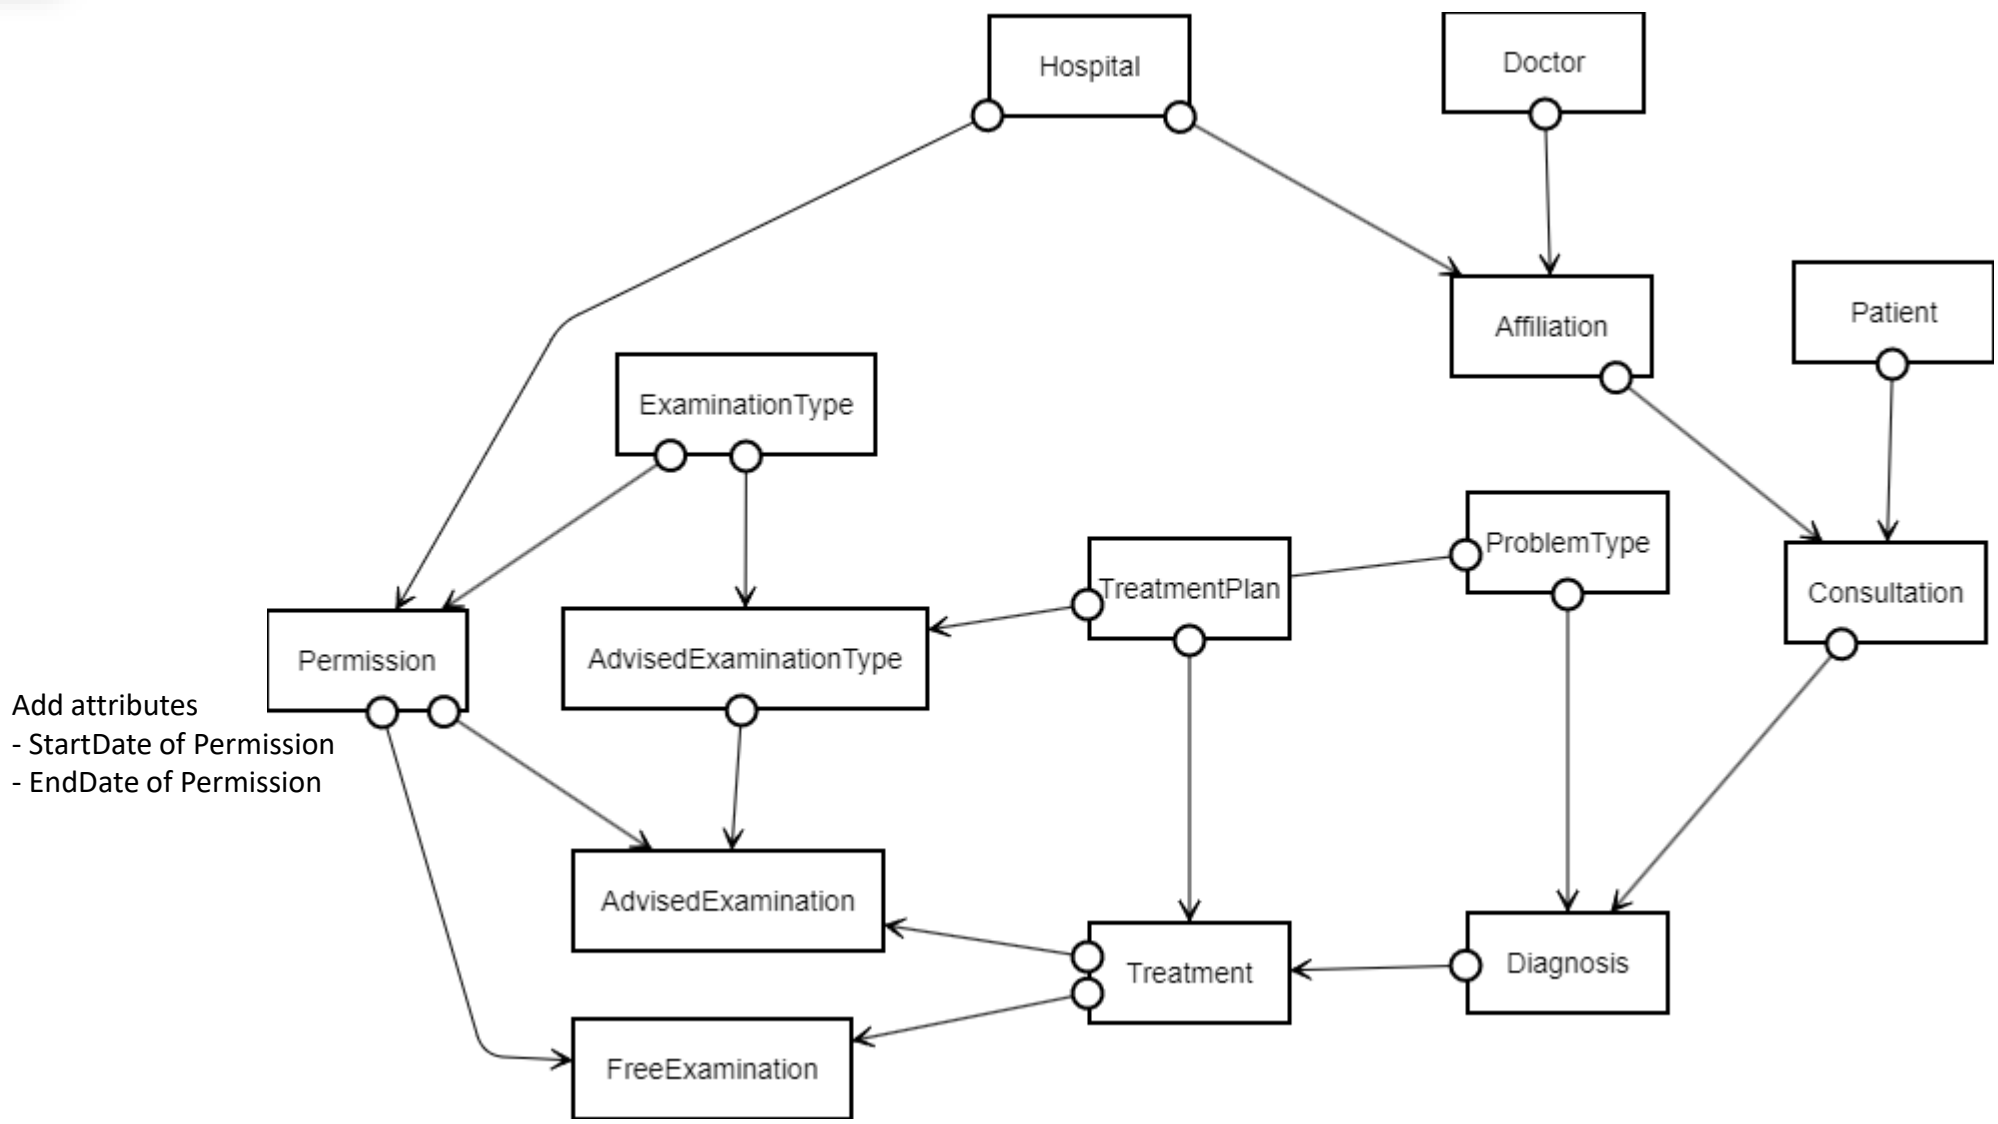 Hospital
Doctor
Affiliation
Patient
ExaminationType
ProblemType
TreatmentPlan
Consultation
Permission
AdvisedExaminationType
Add attributes
- StartDate of Permission
- EndDate of Permission
AdvisedExamination
Treatment
Diagnosis
FreeExamination